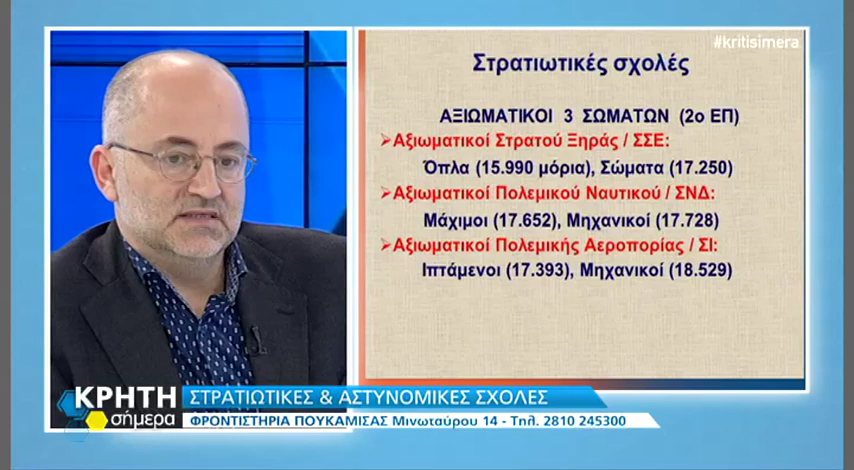 #kritisimera
Στρατιωτικές σχολές
ΑΞΙΩΜΑΤΙΚΟΙ 3 ΣΩΜΑΤΩΝ (2ο ΕΠ)
➢Αξιωματικοί Στρατού Ξηράς / ΣΣΕ:
Όπλα (15.990 μόρια), Σώματα (17.250)
➢Αξιωματικοί Πολεμικού Ναυτικού / ΣΝΔ:
Μάχιμοι (17.652), Μηχανικοί (17.728)
➢Αξιωματικοί Πολεμικής Αεροπορίας / ΣΙ:
Ιπτάμενοι (17.393), Μηχανικοί (18.529)
ΚΡΗΤΗ
σήμερα
ΣΤΡΑΤΙΩΤΙΚΕΣ & ΑΣΤΥΝΟΜΙΚΕΣ ΣΧΟΛΕΣ
ΦΡΟΝΤΙΣΤΗΡΙΑ ΠΟΥΚΑΜΙΣΑΣ Μινωταύρου 14 - Τηλ. 2810 245300